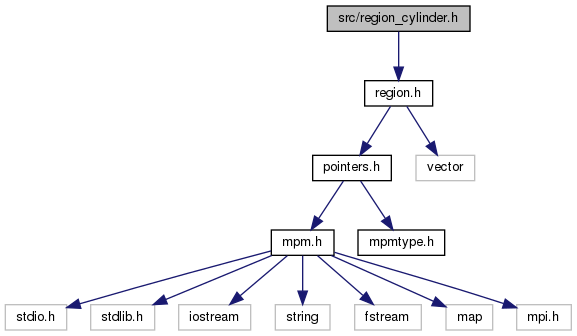 src/region_cylinder.h
region.h
pointers.h
vector
mpm.h
mpmtype.h
stdio.h
stdlib.h
iostream
string
fstream
map
mpi.h